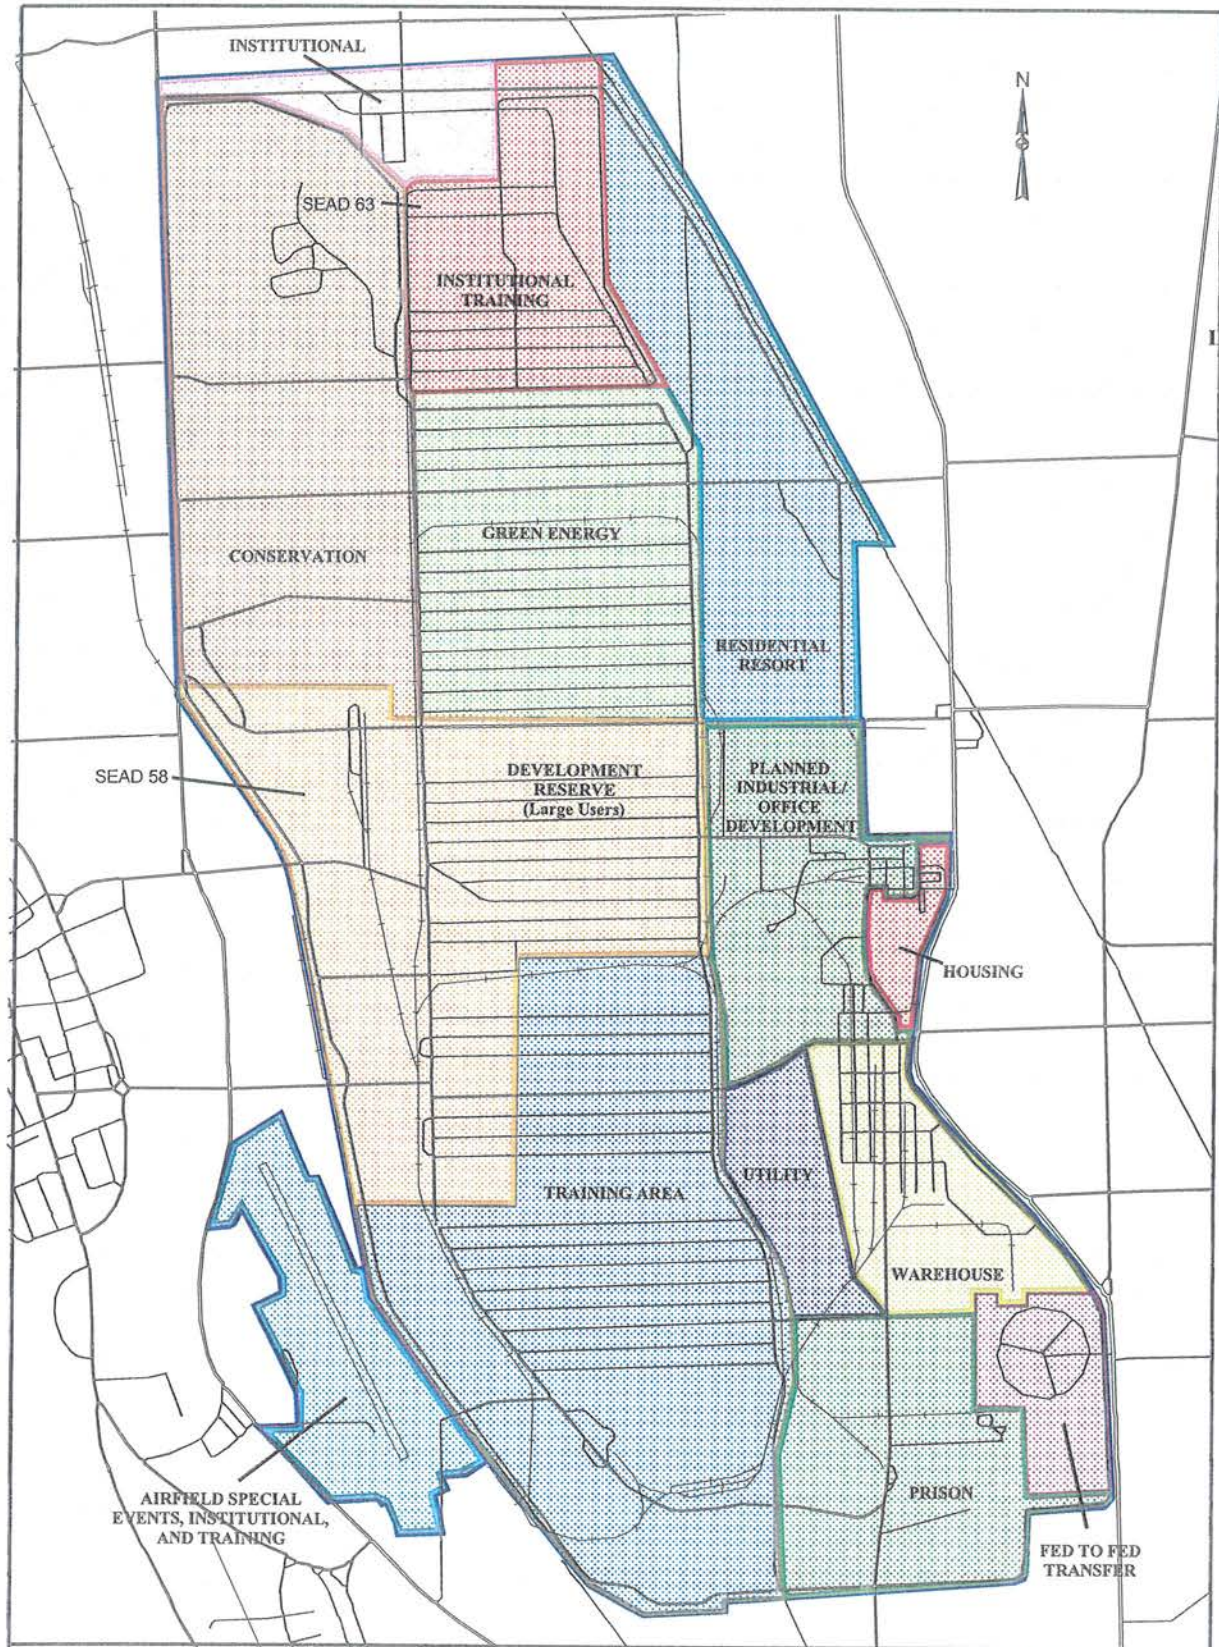 INSTITUTIONAL
N
SEAD 63
INSTITUTIONAL
TRAINING
GREEN ENERGY
CONSERVATION
RESIDENTIAL
RESORT
SEAD 58
DEVELOPMENT
RESERVE
(Large Users)
PLANNED
INDUSTRIAL/
OFFICE
DEVELOPMENT
HOUSING
UTILITY
TRAINING AREA
WAREHOUSE
AIRFIELD SPECIAL
EVENTS, INSTITUTIONAL,
AND TRAINING
PRISON
FED TO FED
TRANSFER